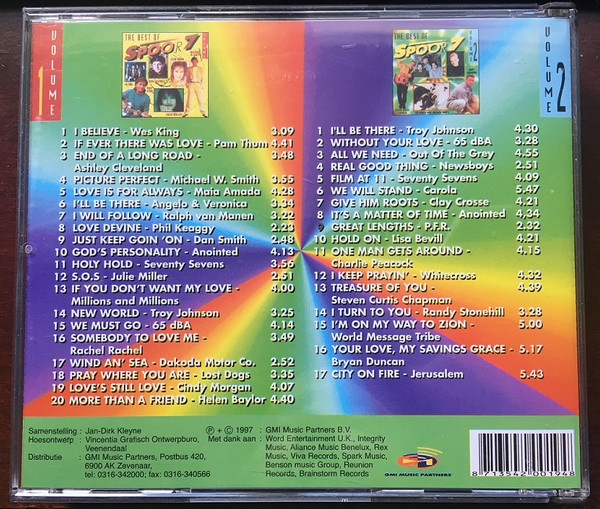 VOLUME 1
THE BEST OF
SPOOR 7
THE BEST OF
SPOOR 7
VOLUME 2
VOLUME 2
1 I BELIEVE - Wes King 3.09
2 IF EVER THERE WAS LOVE - Pam Thum 4.41
3 END OF A LONG ROAD - 3.48
Ashley Cleveland
4 PICTURE PERFECT - Michael W. Smith 3.55
5 LOVE IS FOR ALWAYS - Maia Amada 4.28
6 I'LL BE THERE - Angelo & Veronica 3.34
7 I WILL FOLLOW - Ralph van Manen 3.22
8 LOVE DEVINE - Phil Keaggy 2.23
9 JUST KEEP GOIN 'ON - Dan Smith 2.48
10 GOD'S PERSONALITY - Anointed 4.13
11 HOLY HOLD - Seventy Sevens 3.56
12 S.O.S - Julie Miller 2.51
13 IF YOU DON'T WANT MY LOVE - 4.00
Millions and Millions
14 NEW WORLD - Troy Johnson 3.25
15 WE MUST GO - 65 dBA 4.14
16 SOMEBODY TO LOVE ME - 3.49
Rachel Rachel
17 WIND AN' SEA - Dakoda Motor Co. 2.52
18 PRAY WHERE YOU ARE - Lost Dogs 3.35
19 LOVE'S STILL LOVE - Cindy Morgan 4.07
20 MORE THAN A FRIEND - Helen Baylor 4.40
1 I'LL BE THERE - Troy Johnson 4.30
2 WITHOUT YOUR LOVE - 65 dBA 3.28
3 ALL WE NEED - Out Of The Grey 4.55
4 REAL GOOD THING - Newsboys 2.51
5 FILM AT 11 - Seventy Sevens 4.09
6 WE WILL STAND - Carola 5.47
7 GIVE HIM ROOTS - Clay Crosse 4.21
8 IT'S A MATTER OF TIME - Anointed 4.34
9 GREAT LENGTHS - P.F.R. 2.32
10 HOLD ON - Lisa Bevill 4.21
11 ONE MAN GETS AROUND - 4.15
Charlie Peacock
12 I KEEP PRAYIN' - Whitecross 4.32
13 TREASURE OF YOU - 4.39
Steven Curtis Chapman
14 I TURN TO YOU - Randy Stonehill 3.28
15 I'M ON MY WAY TO ZION - 5.00
World Message Tribe
16 YOUR LOVE, MY SAVINGS GRACE - 5.17
Bryan Duncan
17 CITY ON FIRE - Jerusalem 5.43
Samenstelling : Jan-Dirk Kleyne
Hoesontwerp : Vincentia Grafisch Ontwerpburo,
Veenendaal
Distributie : GMI Music Partners, Postbus 420,
6900 AK Zevenaar,
tel: 0316-342000, fax: 0316-340566
℗ + © 1997 : GMI Music Partners B.V.
Met dank aan : Word Entertainment U.K., Integrity
Music, Aliance Music Benelux, Rex
Music, Viva Records, Spark Music,
Benson music Group, Reunion
Records, Brainstorm Records
GMI MUSIC PARTNERS
8 713542 001948